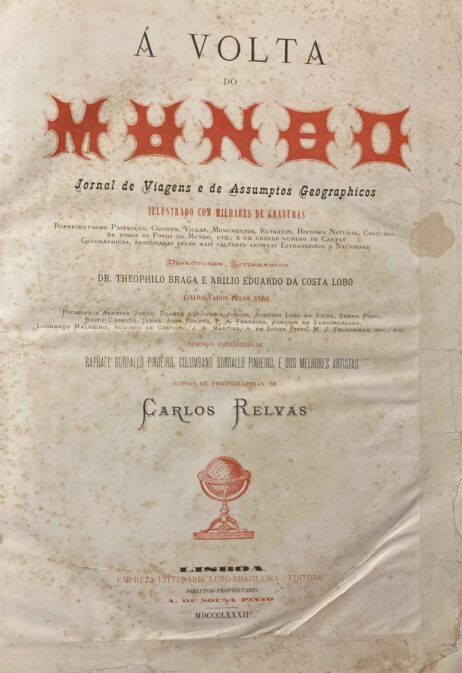 Á VOLTA
DO
MUNDO
Jornal de Viagens e de Assumptos Geographicos
ILLUSTRADO COM MILHARES DE GRAVURAS
REPRESENTANDO PAISAGENS, CIDADES, VILLAS, MONUMENTOS, RETRATOS, HISTORIA NATURAL, COSTUMES
DE TODOS OS POVOS DO MUNDO, ETC., E UM GRANDE NUMERO DE CARTAS
GEOGRAPHICAS, DESENHADAS PELOS MAIS CELEBRES ARTISTAS ESTRANGEIROS E NACIONAES
DIRECTORES LITTERARIOS
DR. THEOPHILO BRAGA E ABILIO EDUARDO DA COSTA LOBO
COADJUVADOS PELOS SNRS.
RICARDO D'ALMEIDA JORGE, DUARTE D'OLIVEIRA JUNIOR, AUGUSTO LUSO DA SILVA, SERPA PINTO,
BRITO CAPELLO, IVENS, JOSÉ RELVAS, P. A. FERREIRA, JOAQUIM DE VASCONCELLOS,
LOURENÇO MALHEIRO, AUGUSTO DE CASTILHO, J. A. MARTINS, A. DE SOUSA PINTO, M. J. FELGUEIRAS, ETC., ETC.
DESENHOS PORTUGUEZES DE
RAPHAEL BORDALLO PINHEIRO, COLUMBANO BORDALLO PINHEIRO, E DOS MELHORES ARTISTAS
COPIAS DE PHOTOGRAPHIAS DE
CARLOS RELVAS
LISBOA
EMPREZA LITTERARIA LUSO-BRAZILEIRA - EDITORA
DIRECTOR-PROPRIETARIO
A. DE SOUSA PINTO
MDCCCLXXXII